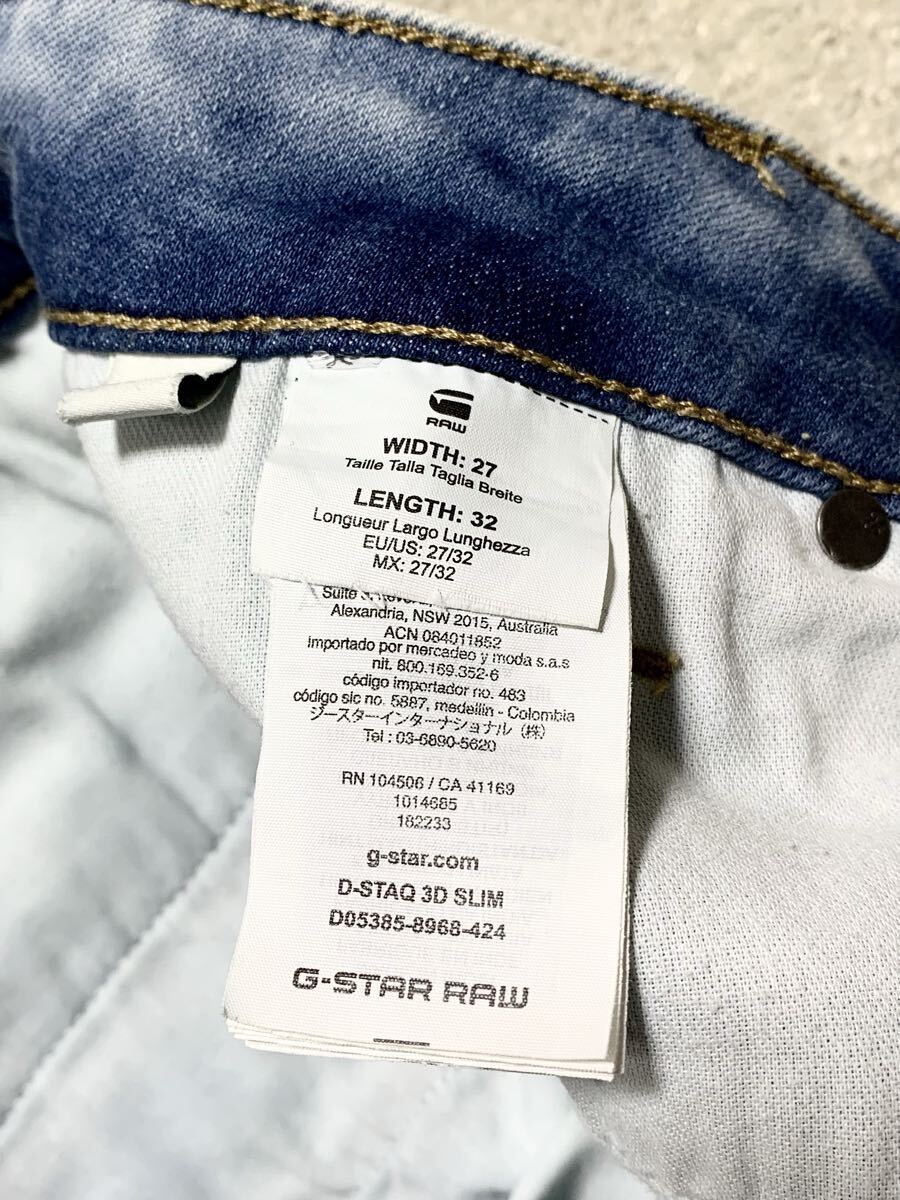 RAW
WIDTH: 27
Taille Talla Taglia Breite
LENGTH: 32
Longueur Largo Lunghezza
EU/US: 27/32
MX: 27/32
Suite
Alexandria, NSW 2015, Australia
ACN 084011852
importado por mercadeo y moda s.a.s
nit. 800.169.352-6
código importador no. 483
código sic no. 5887, medellin - Colombia
ジースターインターナショナル（株）
Tel : 03-6890-5620
RN 104506 / CA 41169
1014685
182233
g-star.com
D-STAQ 3D SLIM
D05385-8968-424
G-STAR RAW